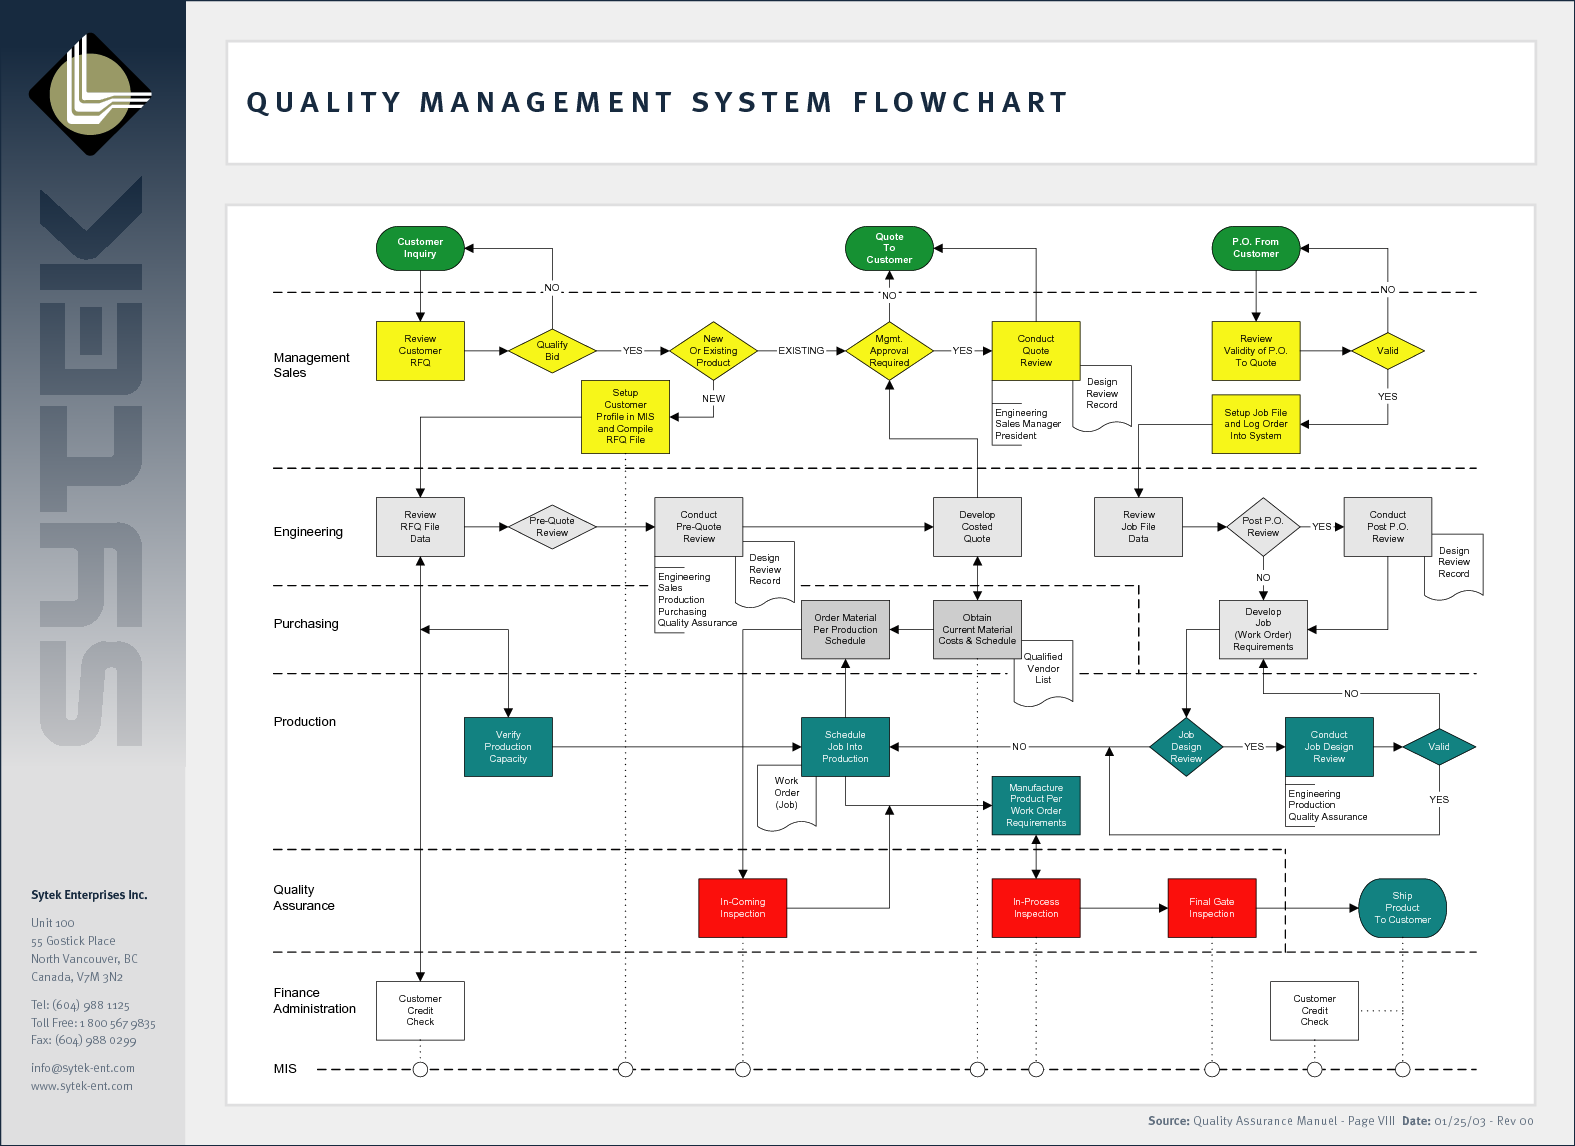 QUALITY MANAGEMENT SYSTEM FLOWCHART
SYTEK
Customer
Inquiry
Quote
To
Customer
P.O. From
Customer
NO
NO
NO
Management
Sales
Review
Customer
RFQ
Qualify
Bid
YES
New
Or Existing
Product
EXISTING
Mgmt.
Approval
Required
YES
Conduct
Quote
Review
Design
Review
Record
Engineering
Sales Manager
President
Review
Validity of P.O.
To Quote
Valid
YES
NEW
Setup
Customer
Profile in MIS
and Compile
RFQ File
Setup Job File
and Log Order
Into System
Engineering
Review
RFQ File
Data
Pre-Quote
Review
Conduct
Pre-Quote
Review
Design
Review
Record
Engineering
Sales
Production
Purchasing
Quality Assurance
Develop
Costed
Quote
Review
Job File
Data
Post P.O.
Review
YES
Conduct
Post P.O.
Review
Design
Review
Record
NO
Purchasing
Order Material
Per Production
Schedule
Obtain
Current Material
Costs & Schedule
Qualified
Vendor
List
Develop
Job
(Work Order)
Requirements
NO
Production
Verify
Production
Capacity
Schedule
Job Into
Production
Work
Order
(Job)
NO
Job
Design
Review
YES
Conduct
Job Design
Review
Valid
Engineering
Production
Quality Assurance
YES
Manufacture
Product Per
Work Order
Requirements
Quality
Assurance
In-Coming
Inspection
In-Process
Inspection
Final Gate
Inspection
Ship
Product
To Customer
Finance
Administration
Customer
Credit
Check
Customer
Credit
Check
MIS
Sytek Enterprises Inc.
Unit 100
55 Gostick Place
North Vancouver, BC
Canada, V7M 3N2
Tel: (604) 988 1125
Toll Free: 1 800 567 9835
Fax: (604) 988 0299
info@sytek-ent.com
www.sytek-ent.com
Source: Quality Assurance Manuel - Page VIII Date: 01/25/03 - Rev 00